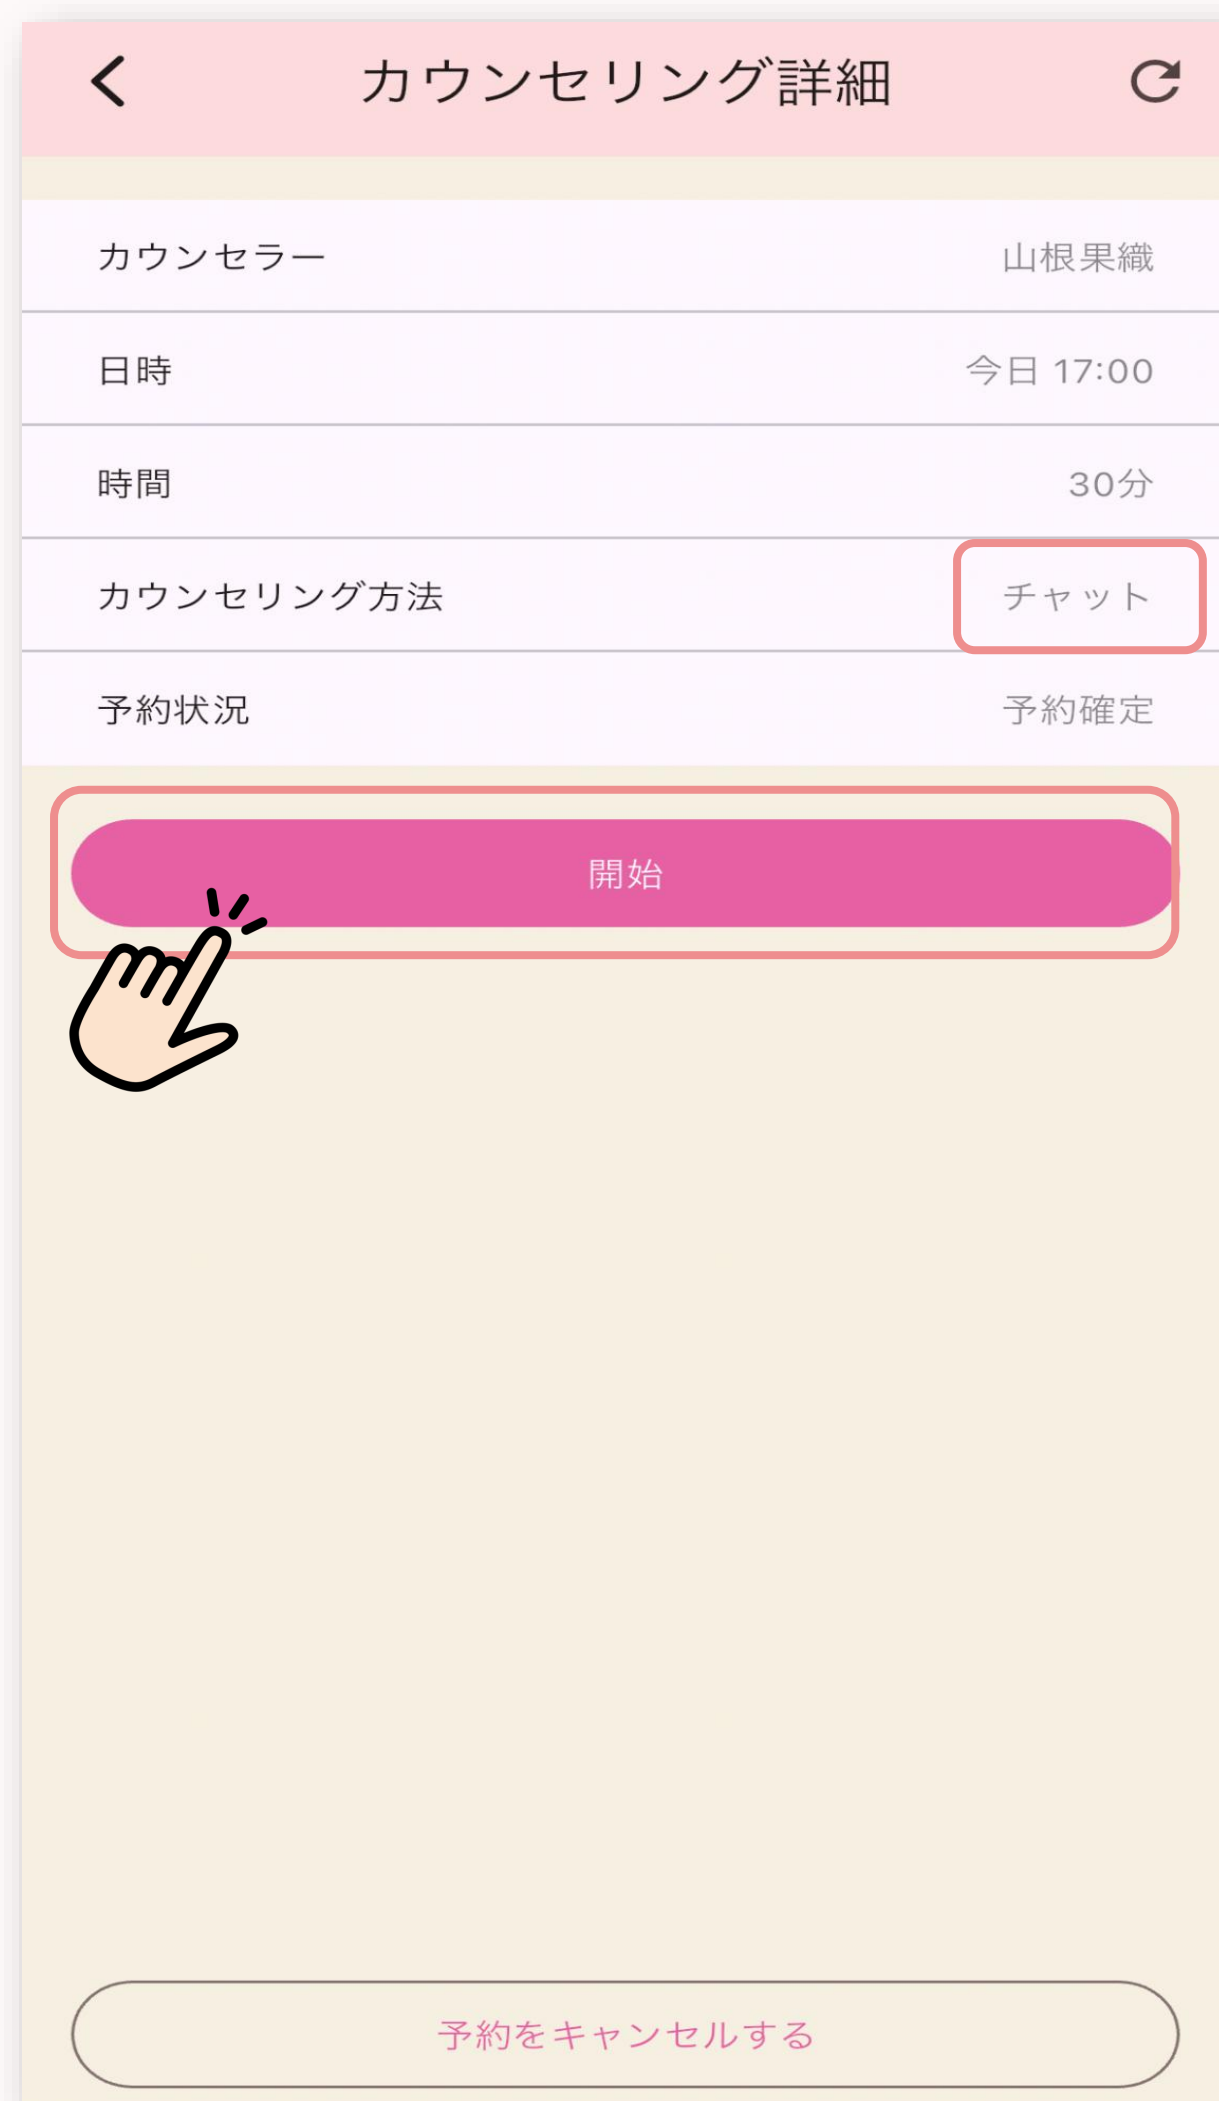 カウンセリング詳細
カウンセラー 山根果織
日時 今日 17:00
時間 30分
カウンセリング方法 チャット
予約状況 予約確定
開始
予約をキャンセルする